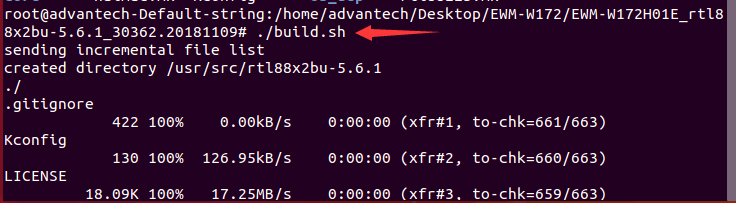 root@advantech-Default-string:/home/advantech/Desktop/EWM-W172/EWM-W172H01E_rtl8
8x2bu-5.6.1_30362.20181109# ./build.sh
sending incremental file list
created directory /usr/src/rtl88x2bu-5.6.1
./
.gitignore
            422 100%    0.00kB/s    0:00:00 (xfr#1, to-chk=661/663)
Kconfig
            130 100%  126.95kB/s    0:00:00 (xfr#2, to-chk=660/663)
LICENSE
         18.09K 100%   17.25MB/s    0:00:00 (xfr#3, to-chk=659/663)